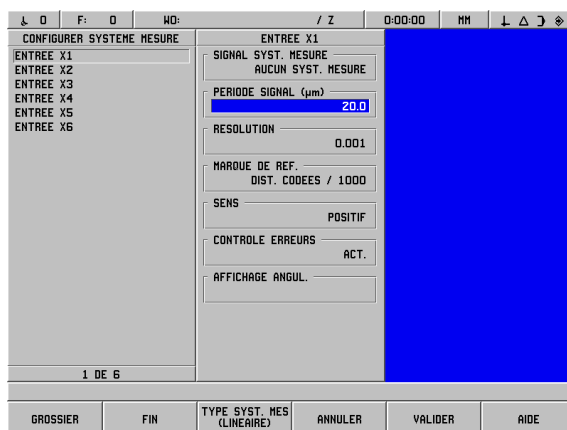 0 F: 0 WO: / Z 0:00:00 MM
CONFIGURER SYSTEME MESURE
ENTREE X1
ENTREE X2
ENTREE X3
ENTREE X4
ENTREE X5
ENTREE X6
1 DE 6
ENTREE X1
SIGNAL SYST. MESURE
AUCUN SYST. MESURE
PERIODE SIGNAL (µm)
20.0
RESOLUTION
0.001
MARQUE DE REF.
DIST. CODEES / 1000
SENS
POSITIF
CONTROLE ERREURS
ACT.
AFFICHAGE ANGUL.
GROSSIER
FIN
TYPE SYST. MES
(LINEAIRE)
ANNULER
VALIDER
AIDE